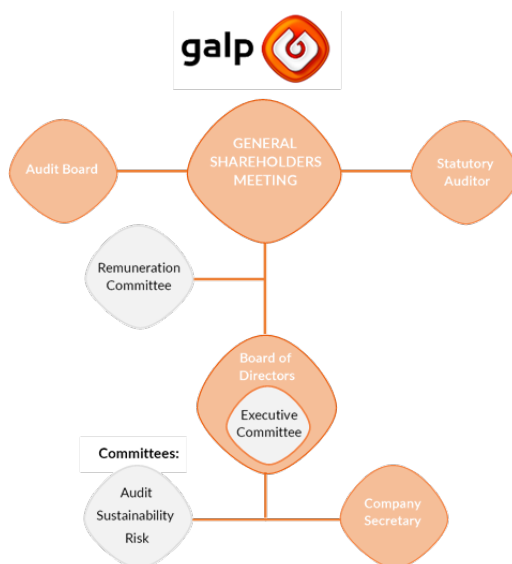 galp
GENERAL
SHAREHOLDERS
MEETING
Audit Board
Statutory
Auditor
Remuneration
Committee
Board of
Directors
Executive
Committee
Committees:
Audit
Sustainability
Risk
Company
Secretary